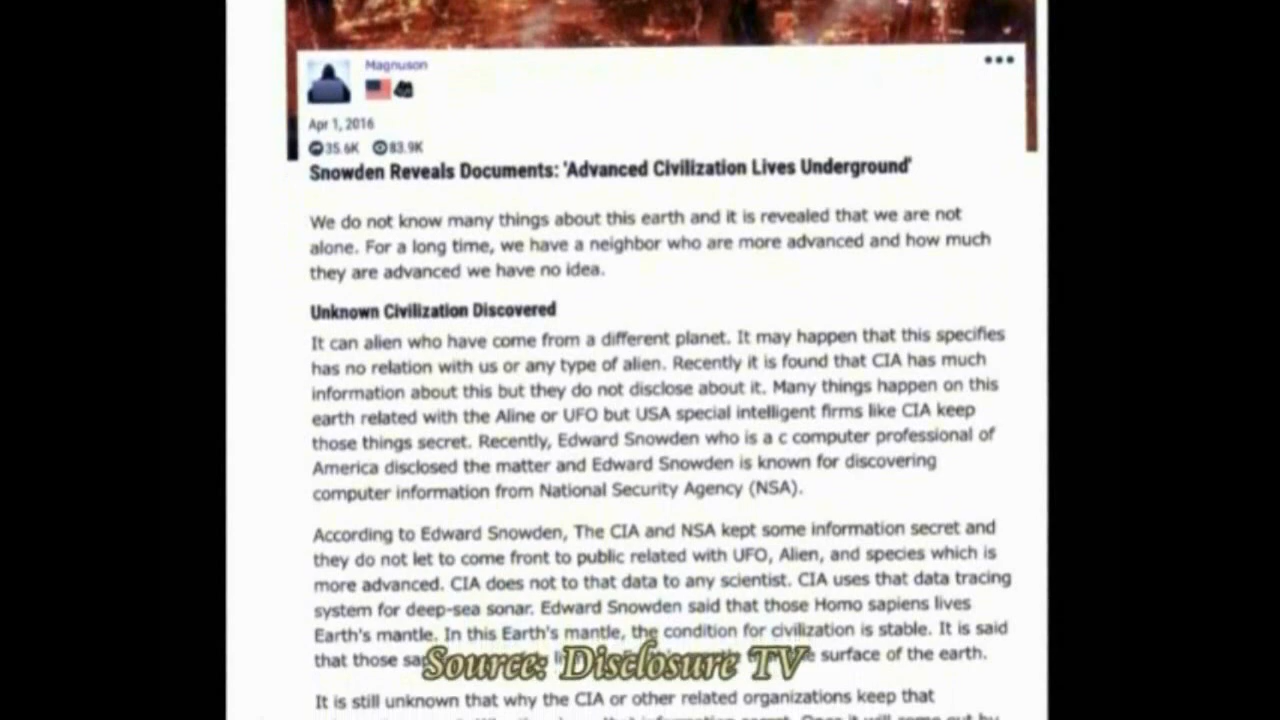 Magnuson
Apr 1, 2016
35.6K 83.9K
Snowden Reveals Documents: 'Advanced Civilization Lives Underground'
We do not know many things about this earth and it is revealed that we are not
alone. For a long time, we have a neighbor who are more advanced and how much
they are advanced we have no idea.
Unknown Civilization Discovered
It can alien who have come from a different planet. It may happen that this specifies
has no relation with us or any type of alien. Recently it is found that CIA has much
information about this but they do not disclose about it. Many things happen on this
earth related with the Aline or UFO but USA special intelligent firms like CIA keep
those things secret. Recently, Edward Snowden who is a c computer professional of
America disclosed the matter and Edward Snowden is known for discovering
computer information from National Security Agency (NSA).
According to Edward Snowden, The CIA and NSA kept some information secret and
they do not let to come front to public related with UFO, Alien, and species which is
more advanced. CIA does not to that data to any scientist. CIA uses that data tracing
system for deep-sea sonar. Edward Snowden said that those Homo sapiens lives
Earth's mantle. In this Earth's mantle, the condition for civilization is stable. It is said
that those surface of the earth.
Source: Disclosure TV
It is still unknown that why the CIA or other related organizations keep that